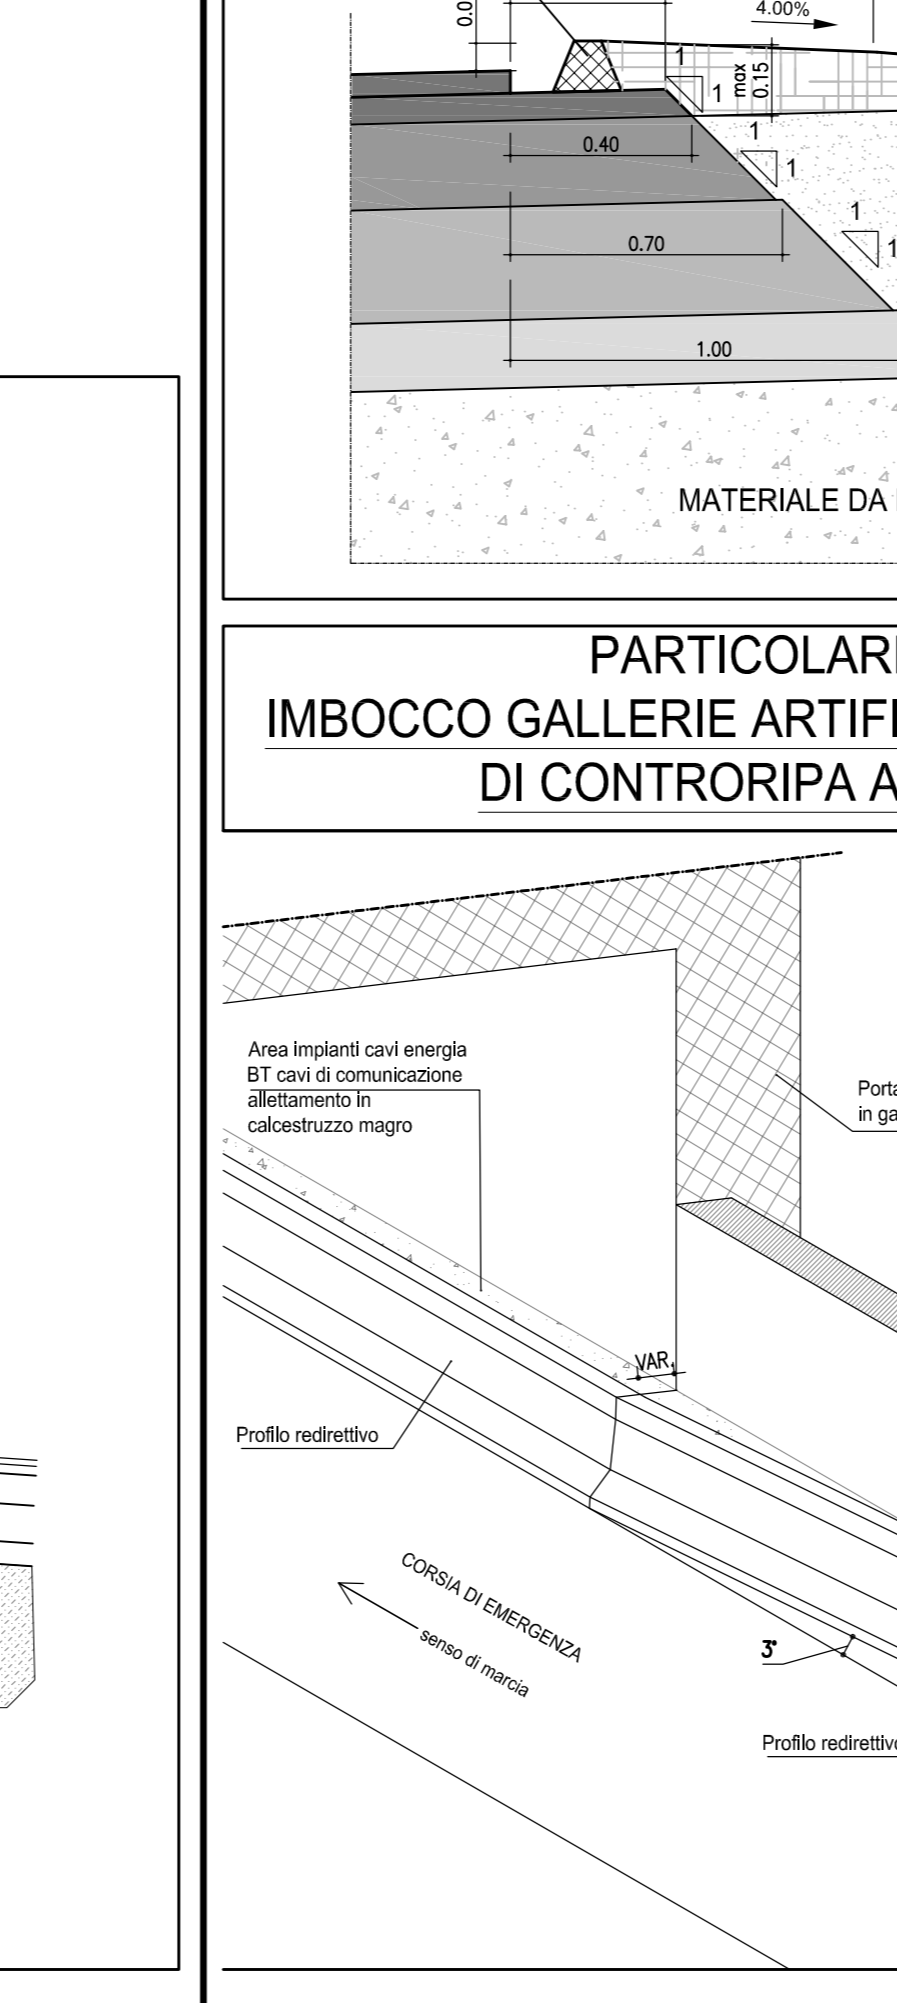 4.00%
0.0
1
1
max
0.15
0.40
1
1
0.70
1
1
1.00
MATERIALE DA
PARTICOLARI
IMBOCCO GALLERIE ARTIFI
DI CONTRORIPA A
Area impianti cavi energia
BT cavi di comunicazione
allettamento in
calcestruzzo magro
Porta
in ga
VAR.
Profilo redirettivo
CORSIA DI EMERGENZA
senso di marcia
3°
Profilo redirettivo